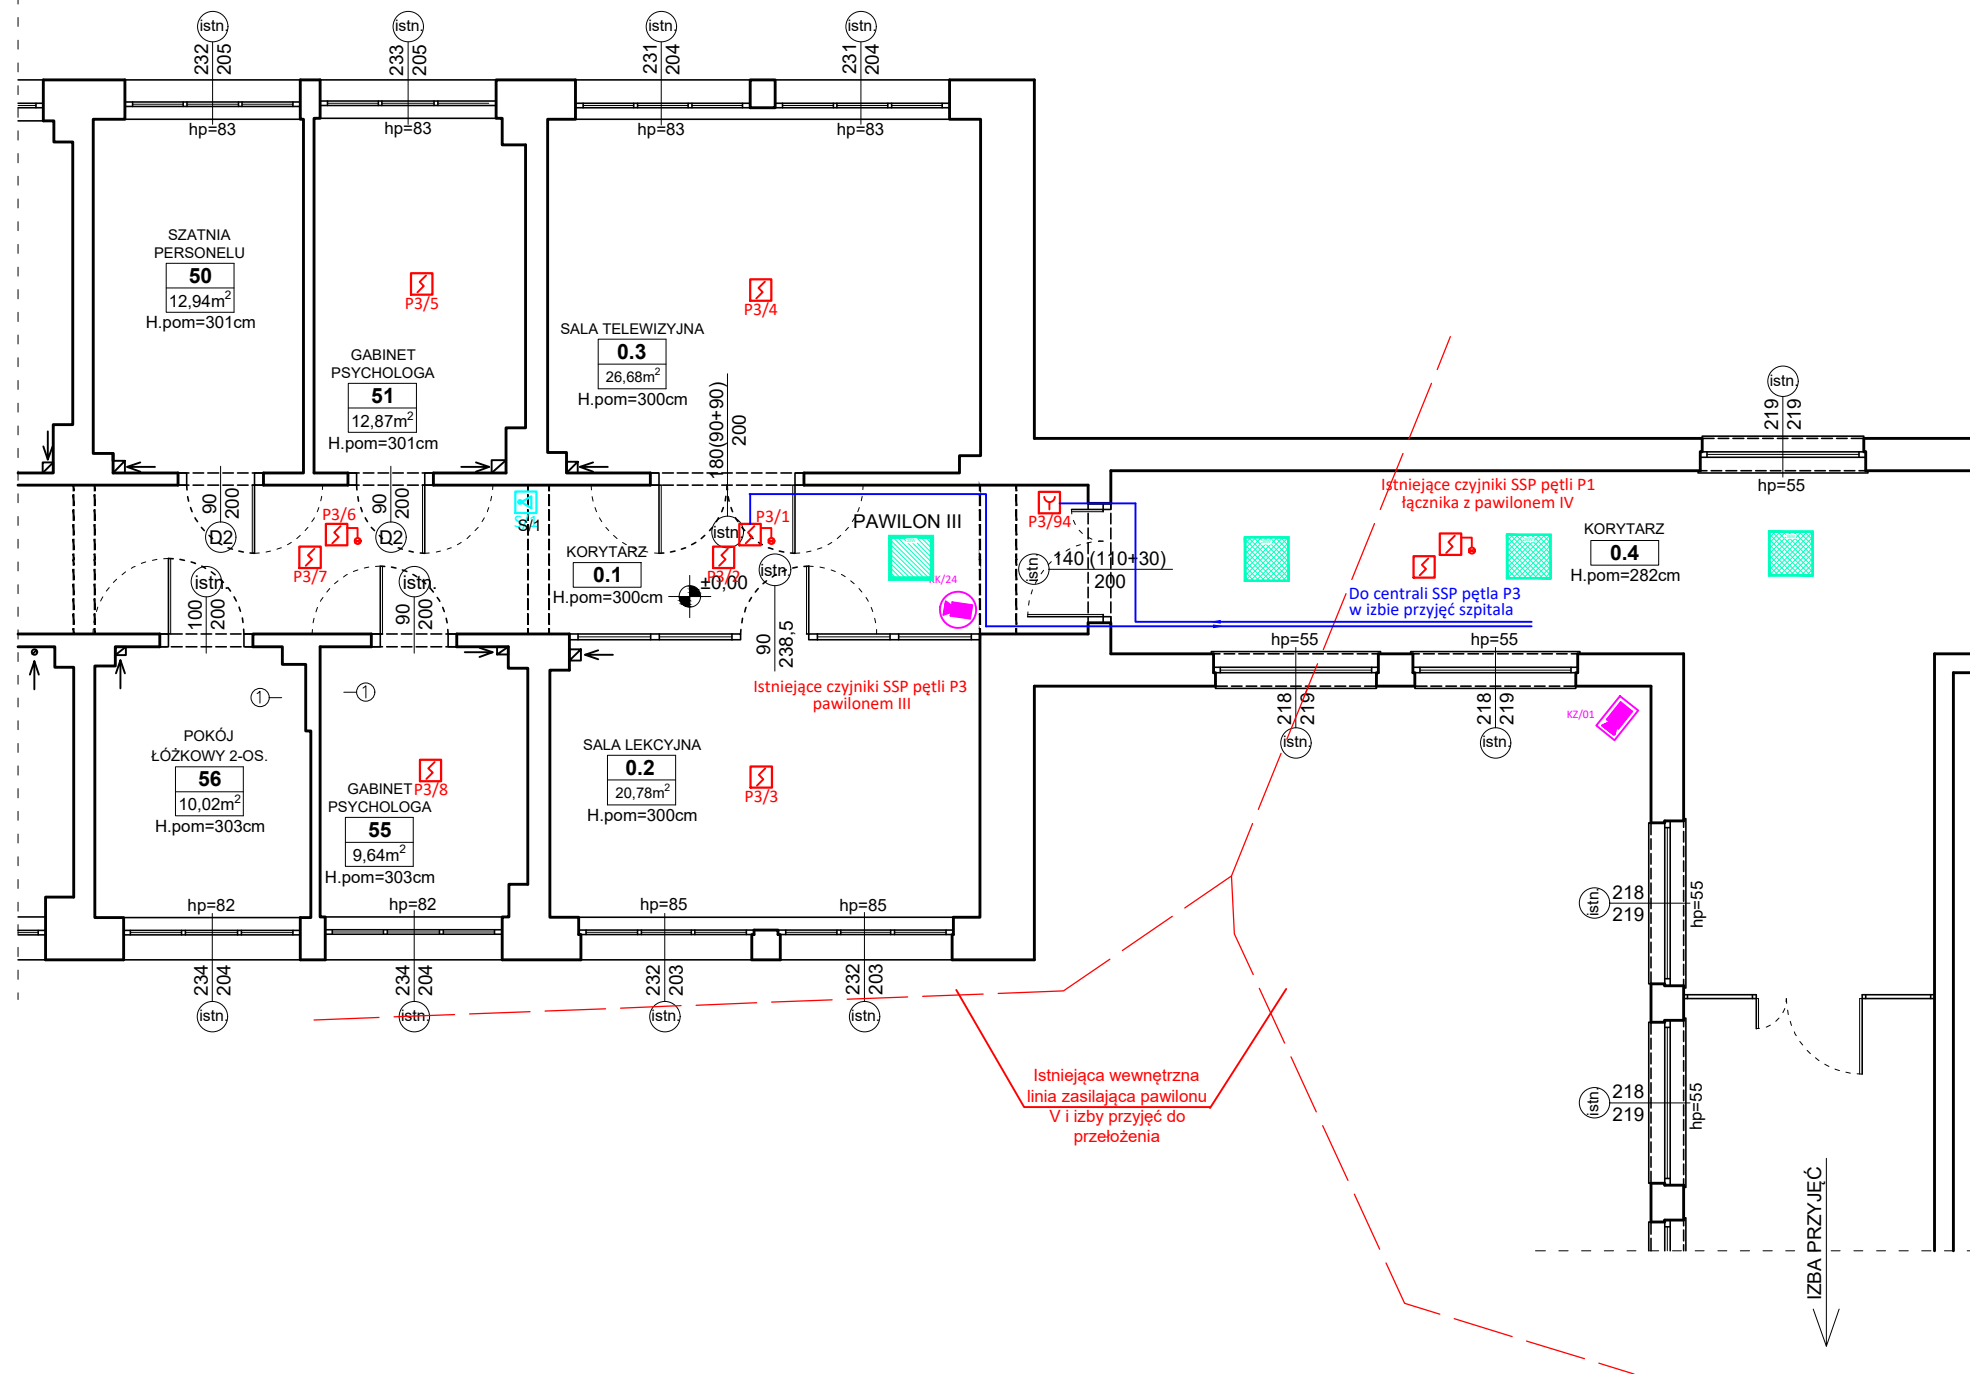 istn.
232
205
istn.
233
205
istn.
231
204
istn.
231
204
hp=83
hp=83
hp=83
hp=83
SZATNIA
PERSONELU
50
12,94m²
H.pom=301cm
P3/5
GABINET
PSYCHOLOGA
51
12,87m²
H.pom=301cm
P3/4
SALA TELEWIZYJNA
0.3
26,68m²
H.pom=300cm
180(90+90)
200
istn.
istn.
219
219
hp=55
90
200
D2
90
200
D2
P3/6
P3/7
S/1
P3/1
P3/2
PAWILON III
KORYTARZ
0.1
H.pom=300cm
±0,00
istn.
90
238,5
KK/24
P3/94
istn.
140 (110+30)
200
Istniejące czyjniki SSP pętli P1
łącznika z pawilonem IV
KORYTARZ
0.4
H.pom=282cm
Do centrali SSP pętla P3
w izbie przyjęć szpitala
istn.
100
200
istn.
90
200
hp=55
hp=55
218
219
istn.
218
219
istn.
KZ/01
1
1
Istniejące czyjniki SSP pętli P3
pawilonem III
POKÓJ
ŁÓŻKOWY 2-OS.
56
10,02m²
H.pom=303cm
P3/8
GABINET
PSYCHOLOGA
55
9,64m²
H.pom=303cm
SALA LEKCYJNA
0.2
20,78m²
H.pom=300cm
P3/3
hp=82
hp=82
hp=85
hp=85
234
204
istn.
234
204
istn.
232
203
istn.
232
203
istn.
istn.
218
219
hp=55
istn.
218
219
hp=55
Istniejąca wewnętrzna
linia zasilająca pawilonu
V i izby przyjęć do
przełożenia
IZBA PRZYJĘĆ